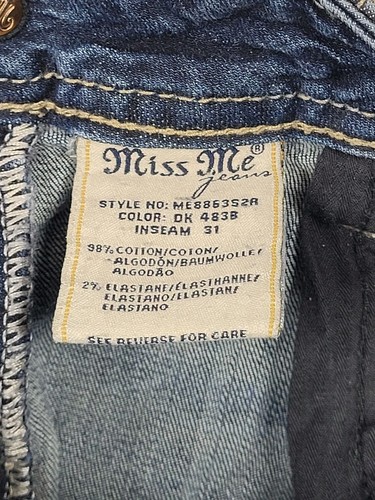 Miss Me®
jeans
STYLE NO: ME8863S2R
COLOR: DK 483B
INSEAM 31
98% COTTON/COTON/
ALGODÓN/BAUMWOLLE/
ALGODÃO
2% ELASTANE/ELASTHANNE/
ELASTANO/ELASTAN/
ELASTANO
SEE REVERSE FOR CARE